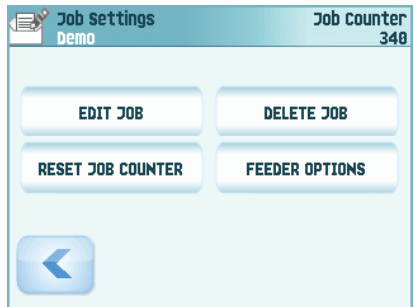 Job Settings
Job Counter
Demo
340
EDIT JOB
DELETE JOB
RESET JOB COUNTER
FEEDER OPTIONS